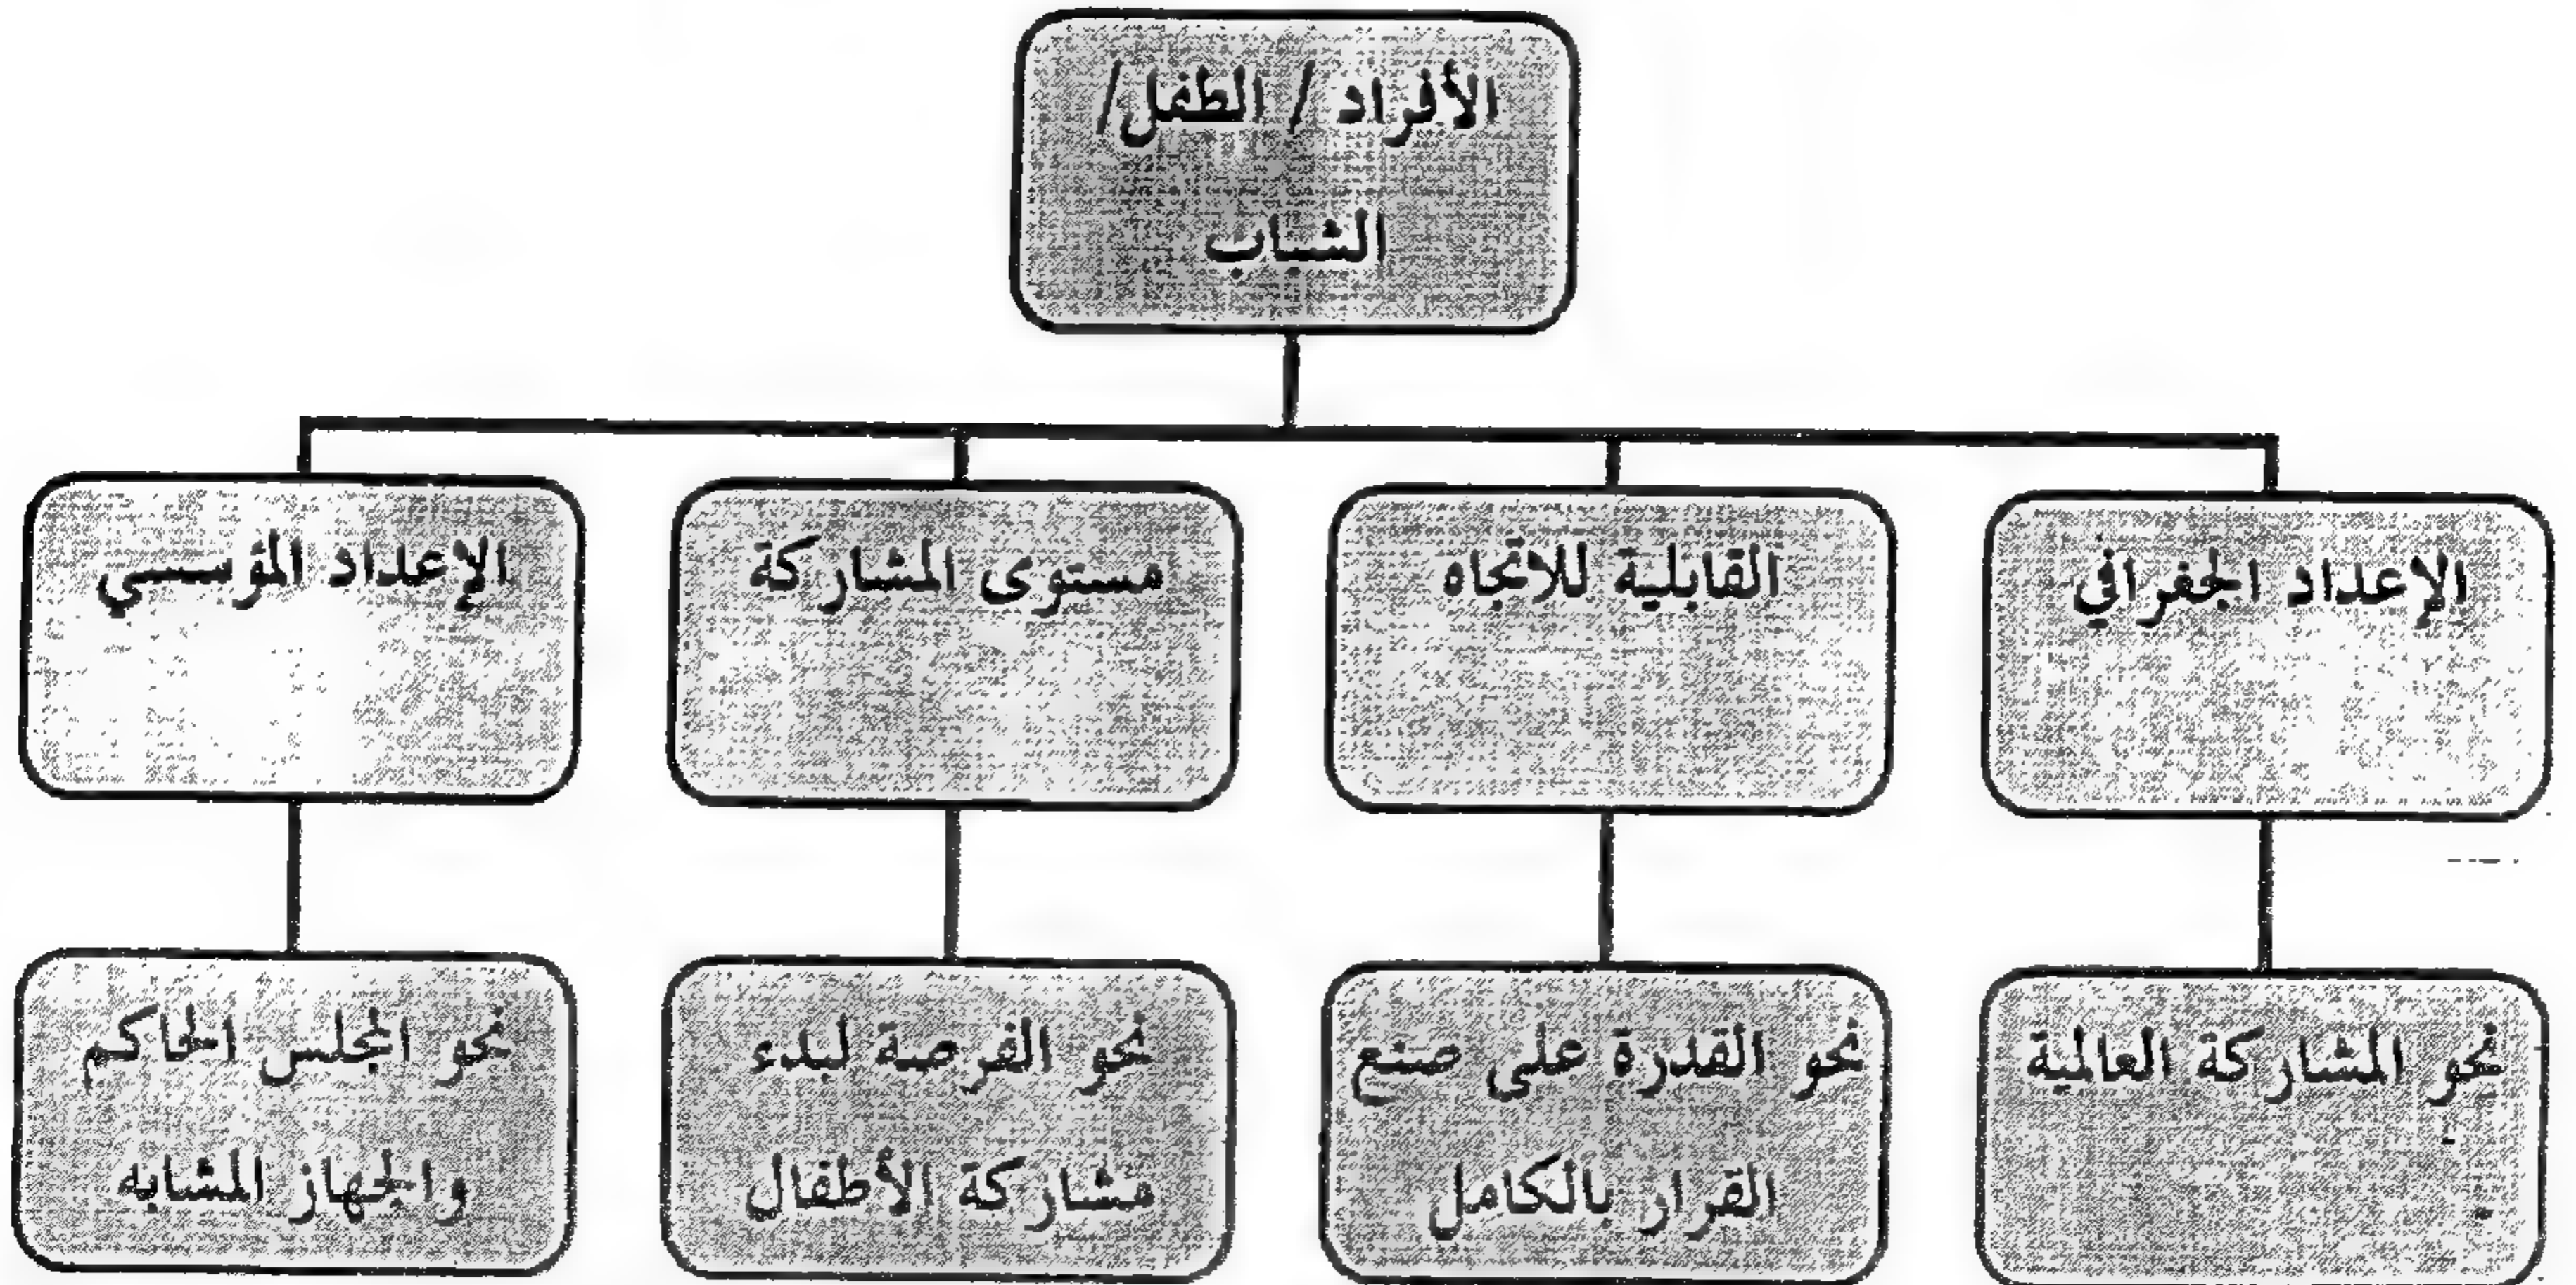 الأفراد / الطفل/
الشباب
الإعداد الجغرافي
القابلية للاتجاه
مستوى المشاركة
الإعداد المؤسسي
نحو المشاركة العالمية
نحو القدرة على صنع
القرار بالكامل
نحو الفرصة لبدء
مشاركة الأطفال
نحو المجلس الحاكم
والجهاز المشابه